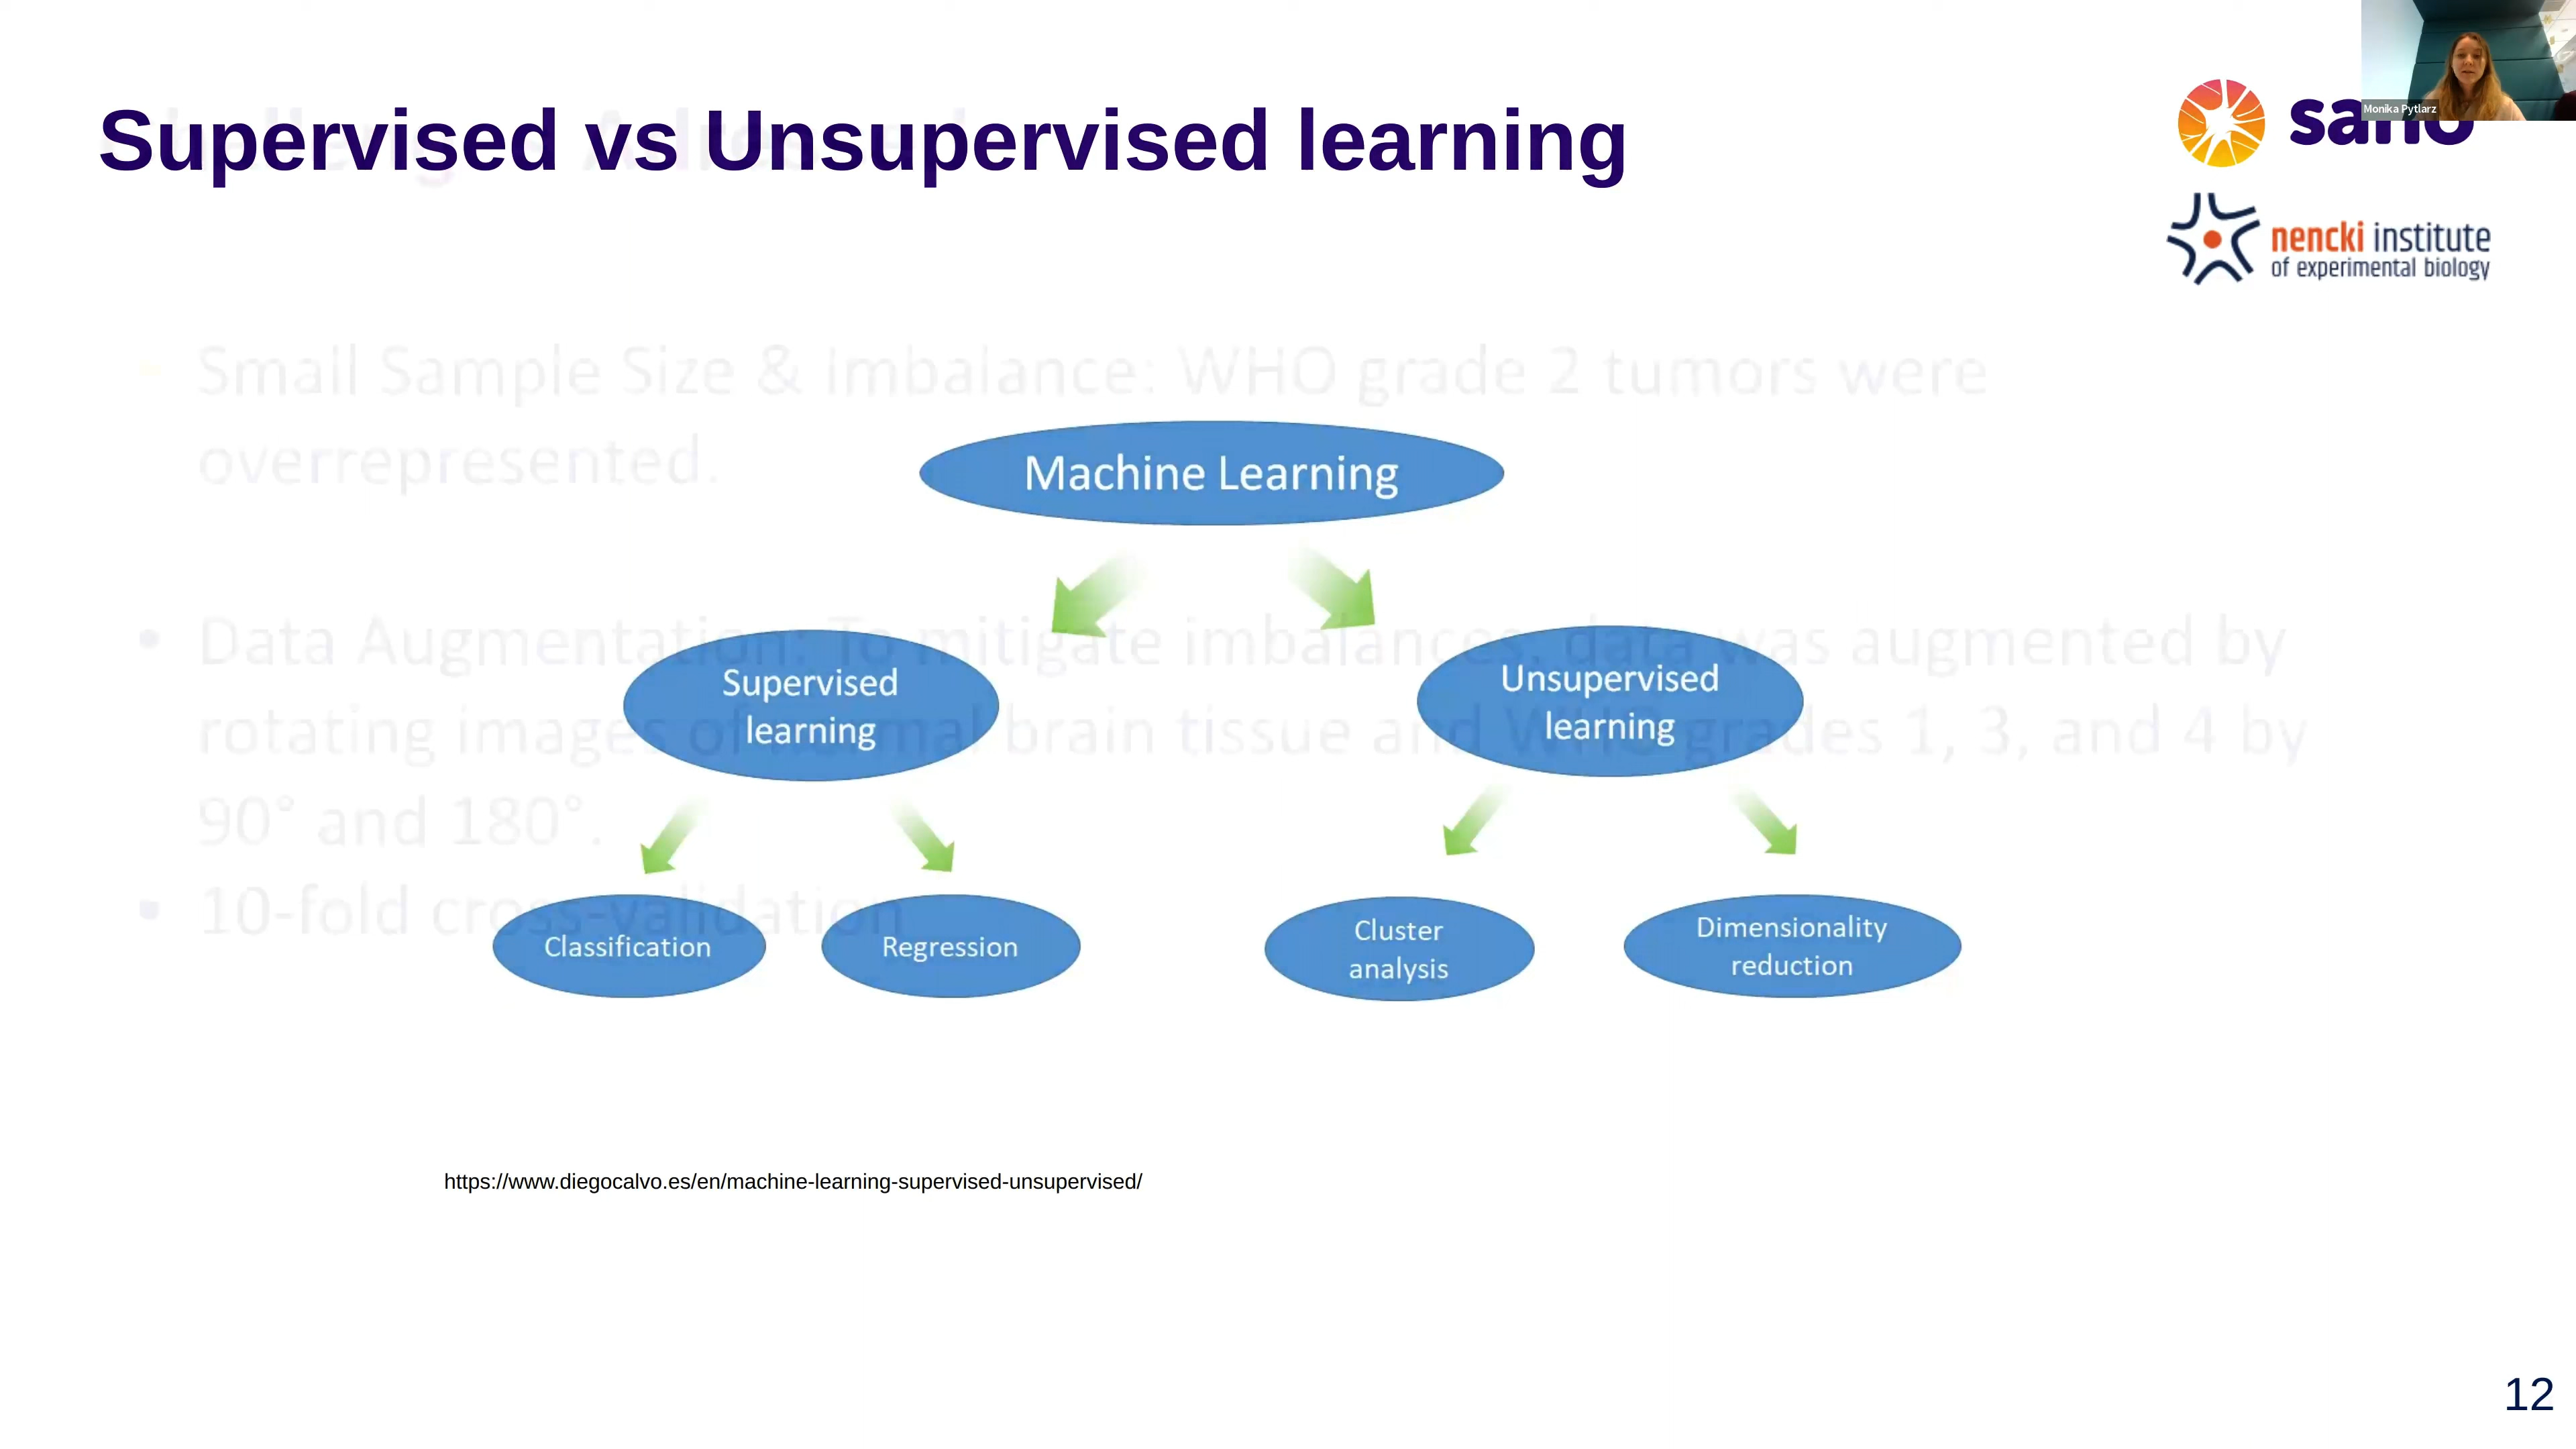 Supervised vs Unsupervised learning
Monika Pytlarz
sano
nencki institute
of experimental biology
Small Sample Size & Imbalance: WHO grade 2 tumors were
overrepresented.
Machine Learning
Data Augmentation: To mitigate imbalances, data was augmented by
rotating images of normal brain tissue and WHO grades 1, 3, and 4 by
90° and 180°.
Supervised
learning
Unsupervised
learning
10-fold cross-validation
Classification
Regression
Cluster
analysis
Dimensionality
reduction
https://www.diegocalvo.es/en/machine-learning-supervised-unsupervised/
12